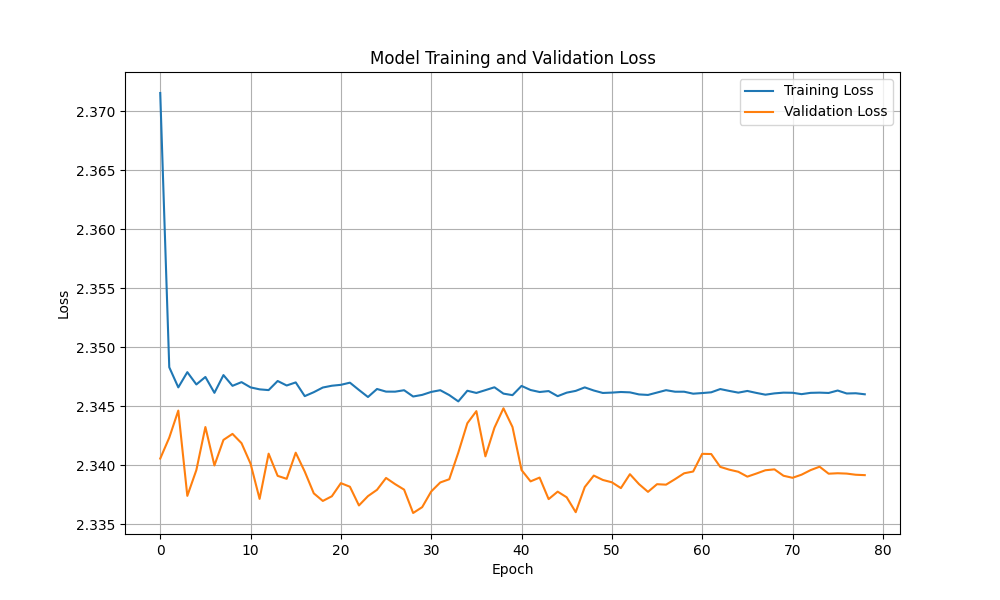 Model Training and Validation Loss
Training Loss
Validation Loss
2.370
2.365
2.360
2.355
2.350
2.345
2.340
2.335
Loss
0 10 20 30 40 50 60 70 80
Epoch